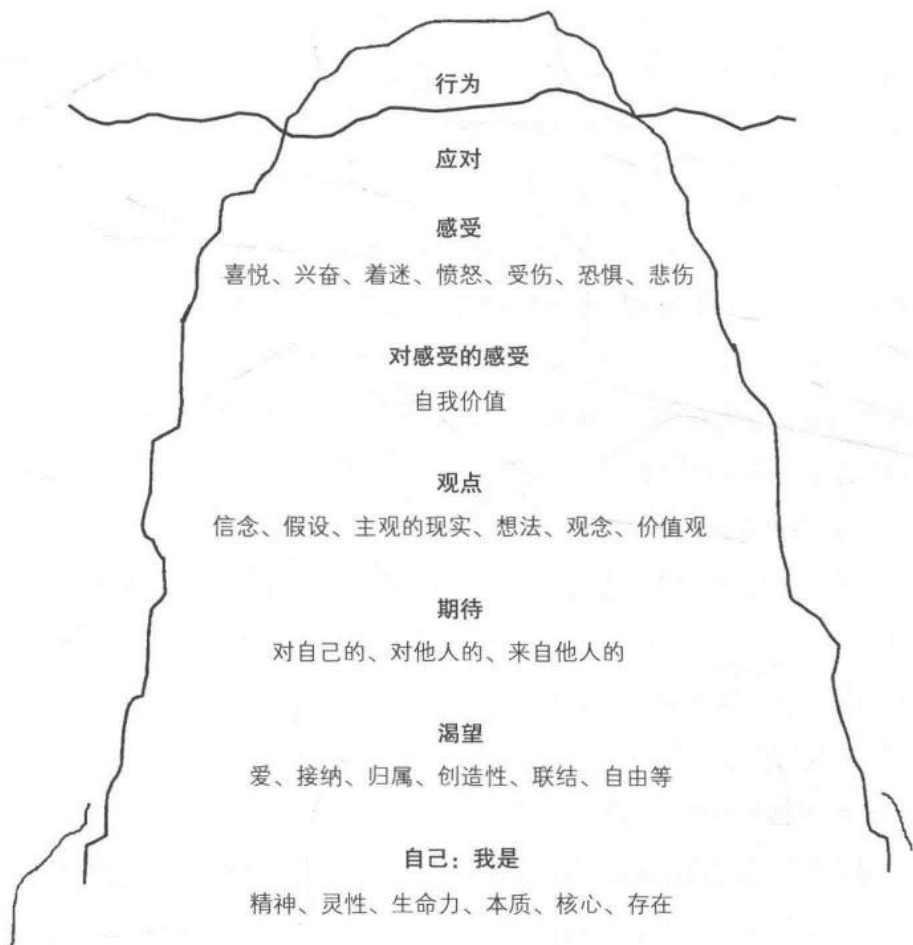 行为
应对
感受
喜悦、兴奋、着迷、愤怒、受伤、恐惧、悲伤
对感受的感受
自我价值
观点
信念、假设、主观的现实、想法、观念、价值观
期待
对自己的、对他人的、来自他人的
渴望
爱、接纳、归属、创造性、联结、自由等
自己：我是
精神、灵性、生命力、本质、核心、存在